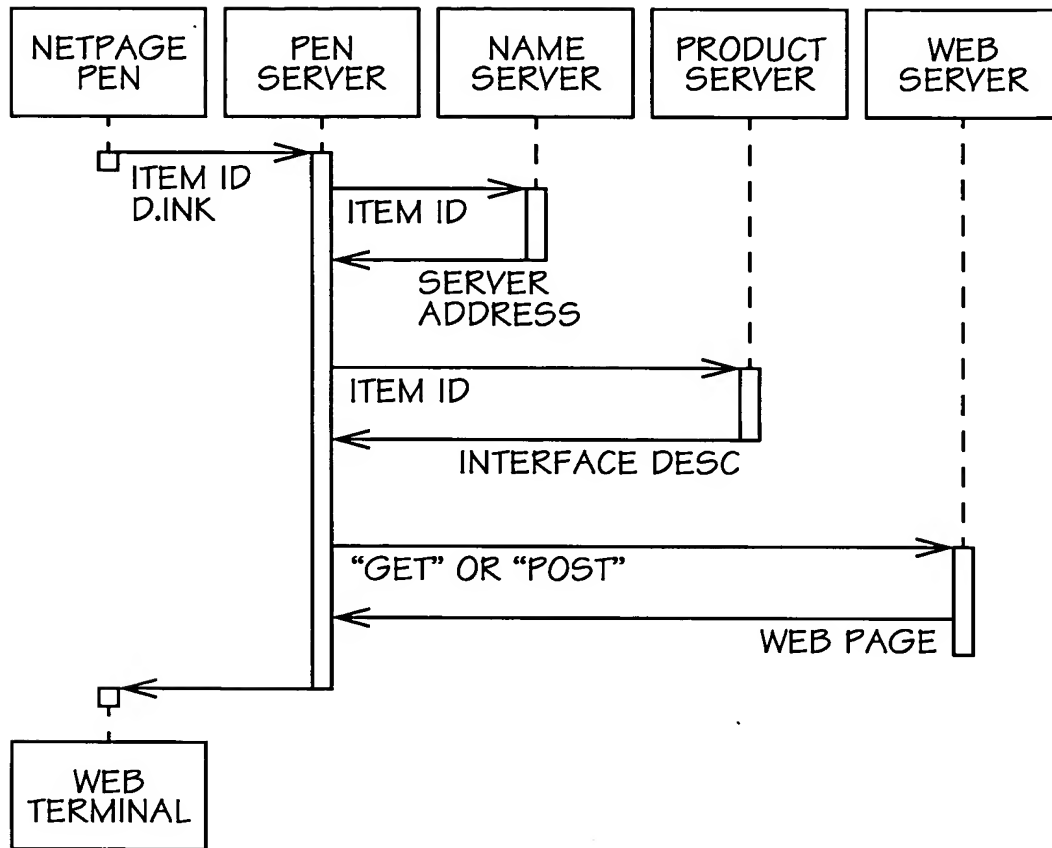 NETPAGE
PEN
PEN
SERVER
NAME
SERVER
PRODUCT
SERVER
WEB
SERVER
ITEM ID
D.INK
ITEM ID
SERVER
ADDRESS
ITEM ID
INTERFACE DESC
“GET” OR “POST”
WEB PAGE
WEB
TERMINAL